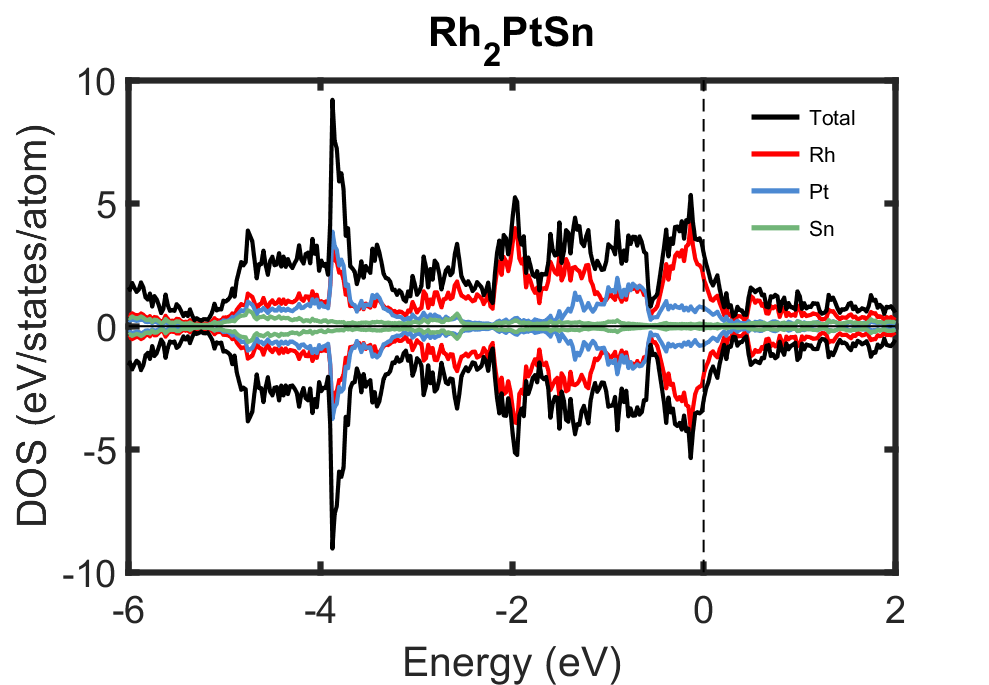 Rh2PtSn
10
5
0
-5
-10
DOS (eV/states/atom)
Total
Rh
Pt
Sn
-6
-4
-2
0
2
Energy (eV)